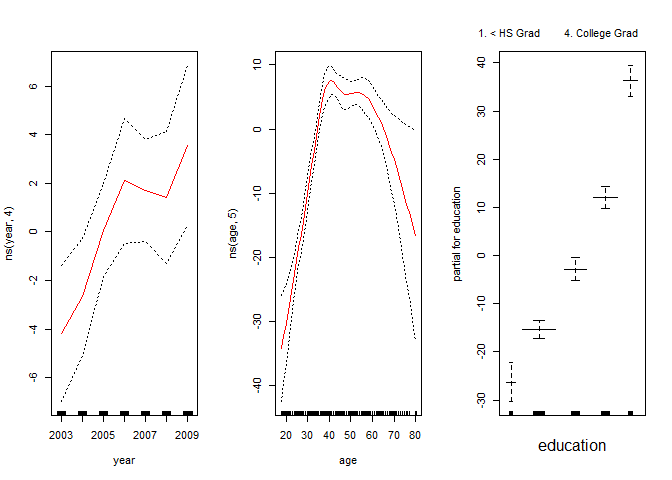 1. < HS Grad 4. College Grad
ns(year, 4)
6
4
2
0
-2
-4
-6
2003 2005 2007 2009
year
ns(age, 5)
10
0
-10
-20
-30
-40
20 30 40 50 60 70 80
age
partial for education
40
30
20
10
0
-10
-20
-30
education